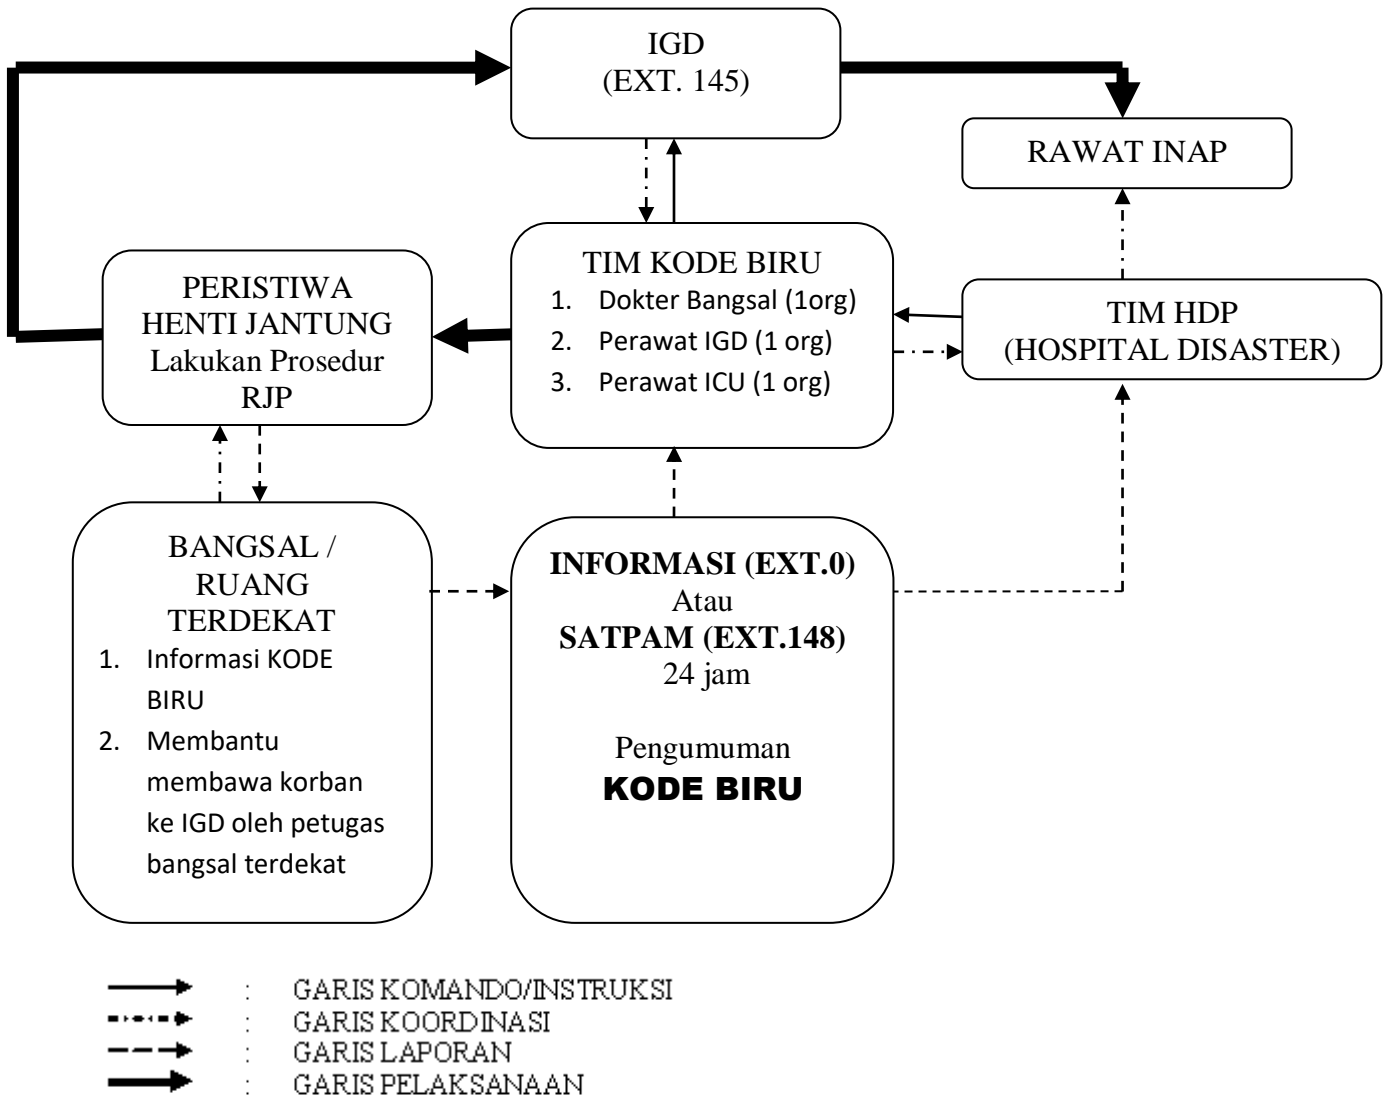 IGD
(EXT. 145)
RAWAT INAP
PERISTIWA
HENTI JANTUNG
Lakukan Prosedur
RJP
TIM KODE BIRU
1. Dokter Bangsal (1org)
2. Perawat IGD (1 org)
3. Perawat ICU (1 org)
TIM HDP
(HOSPITAL DISASTER)
BANGSAL /
RUANG
TERDEKAT
1. Informasi KODE
BIRU
2. Membantu
membawa korban
ke IGD oleh petugas
bangsal terdekat
INFORMASI (EXT.0)
Atau
SATPAM (EXT.148)
24 jam
Pengumuman
KODE BIRU
: GARIS KOMANDO/INSTRUKSI
: GARIS KOORDINASI
: GARIS LAPORAN
: GARIS PELAKSANAAN